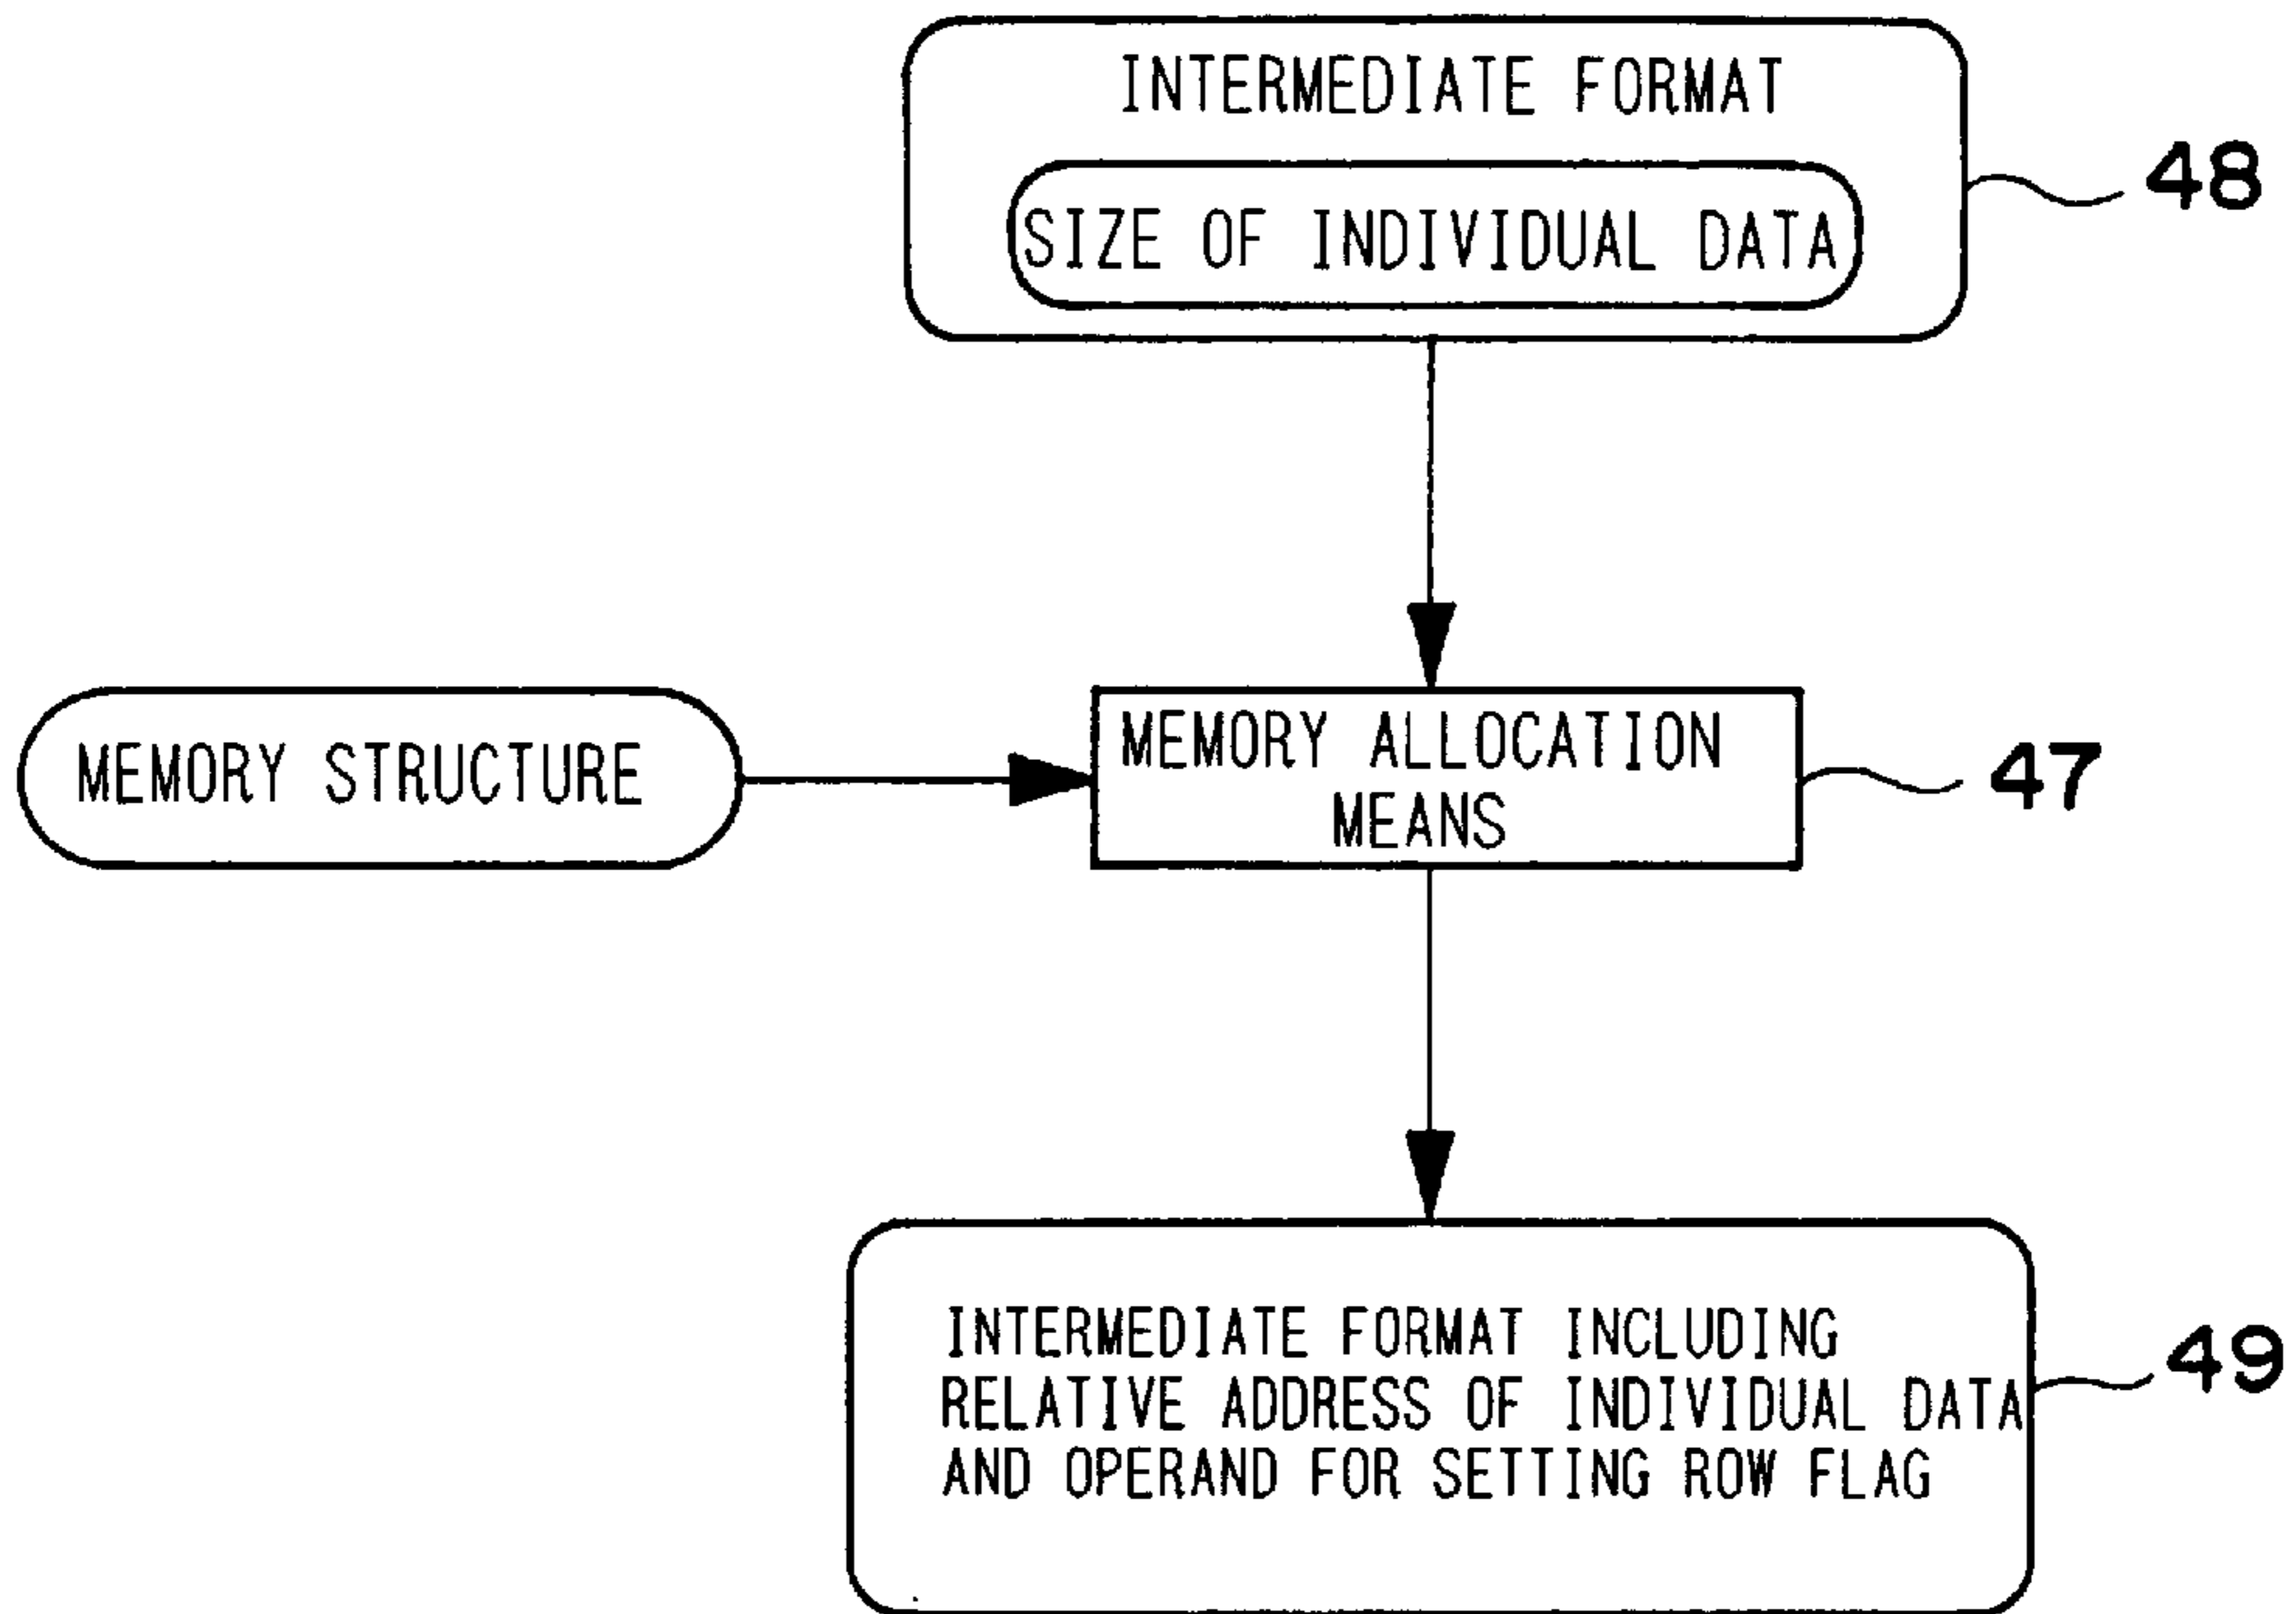 INTERMEDIATE FORMAT
SIZE OF INDIVIDUAL DATA
48
MEMORY STRUCTURE
MEMORY ALLOCATION
MEANS
47
INTERMEDIATE FORMAT INCLUDING
RELATIVE ADDRESS OF INDIVIDUAL DATA
AND OPERAND FOR SETTING ROW FLAG
49